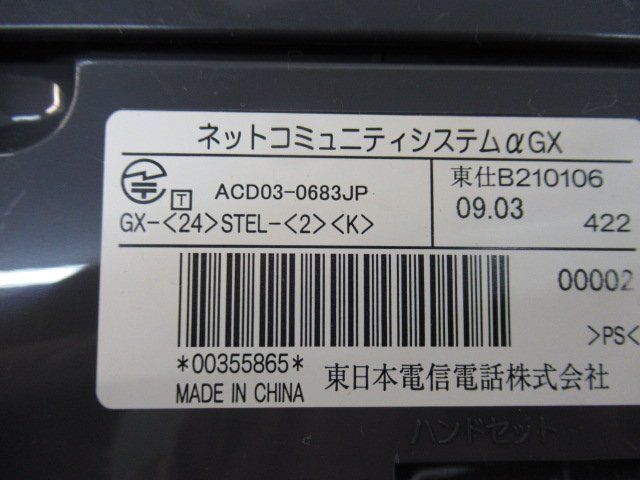 ネットコミュニティシステムαGX
T ACD03-0683JP
GX-<24>STEL-<2><K>
東仕B210106
09.03 422
00002
>PS<
*00355865*
MADE IN CHINA
東日本電信電話株式会社
ハンドセット